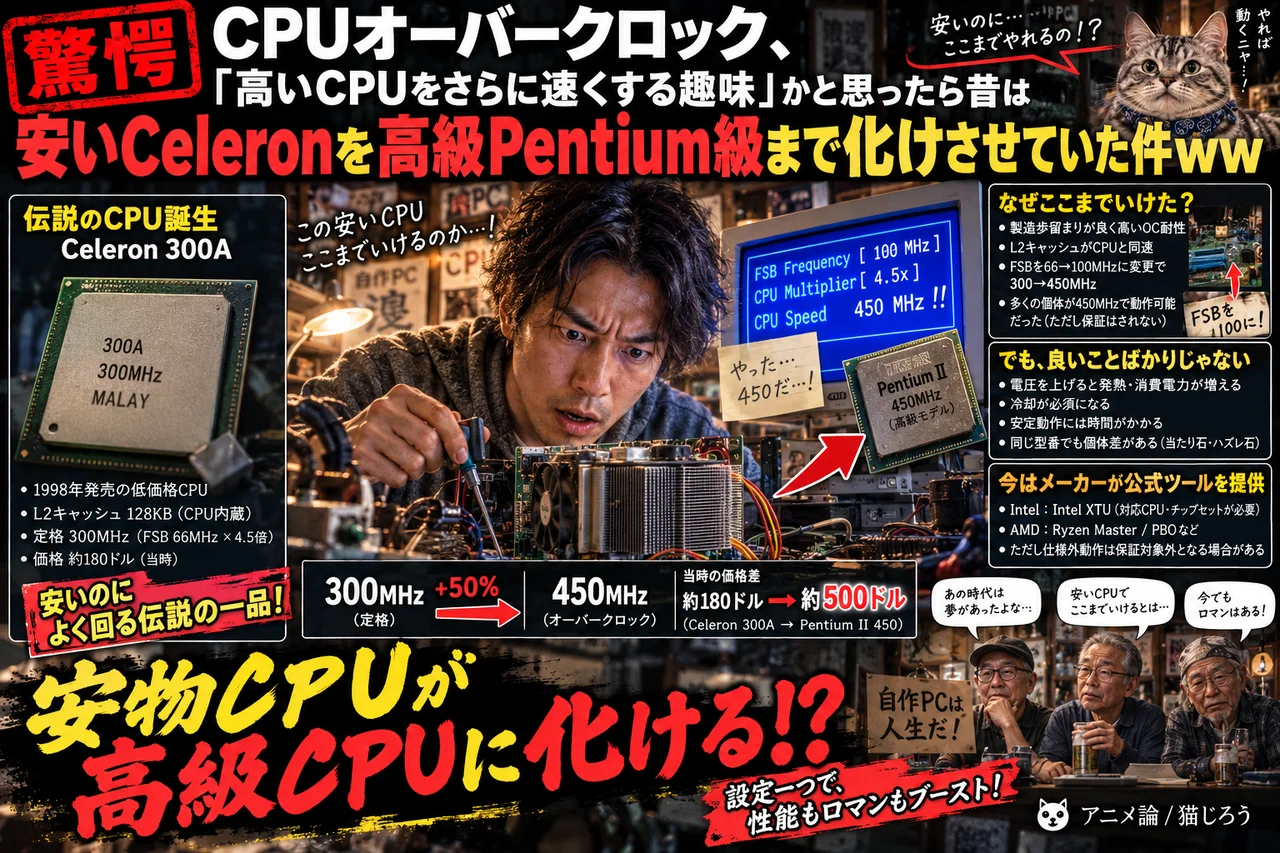 驚愕
CPUオーバークロック、
「高いCPUをさらに速くする趣味」かと思ったら昔は
安いCeleronを高級Pentium級まで化けさせていた件ww
安いのに…
ここまでやれるの！？
やれば
動くニャ…！
伝説のCPU誕生
Celeron 300A
300A
300MHz
MALAY
• 1998年発売の低価格CPU
• L2キャッシュ 128KB（CPU内蔵）
• 定格 300MHz（FSB 66MHz × 4.5倍）
• 価格 約180ドル（当時）
安いのに
よく回る伝説の一品！
この安いCPU
ここまでいけるのか…！
自作PC
CPU
FSB Frequency [ 100 MHz ]
CPU Multiplier [ 4.5x ]
CPU Speed 450 MHz !!
やった…
450だ…！
Pentium II
450MHz
（高級モデル）
300MHz
（定格）
+50%
450MHz
（オーバークロック）
当時の価格差
約180ドル → 約500ドル
（Celeron 300A → Pentium II 450）
なぜここまでいけた？
• 製造歩留まりが良く高いOC耐性
• L2キャッシュがCPUと同速
• FSBを66→100MHzに変更で
300→450MHz
• 多くの個体が450MHzで動作可能
だった（ただし保証はされない）
FSBを
100に！
でも、良いことばかりじゃない
• 電圧を上げると発熱・消費電力が増える
• 冷却が必須になる
• 安定動作には時間がかかる
• 同じ型番でも個体差がある（当たり石・ハズレ石）
今はメーカーが公式ツールを提供
• Intel：Intel XTU（対応CPU・チップセットが必要）
• AMD：Ryzen Master / PBOなど
• ただし仕様外動作は保証対象外となる場合がある
あの時代は
夢があったよな…
安いCPUで
ここまでいけるとは…
今でも
ロマンはある！
自作PCは
人生だ！
安物CPUが
高級CPUに化ける!?
設定一つで、
性能もロマンもブースト！
アニメ論 / 猫じろう